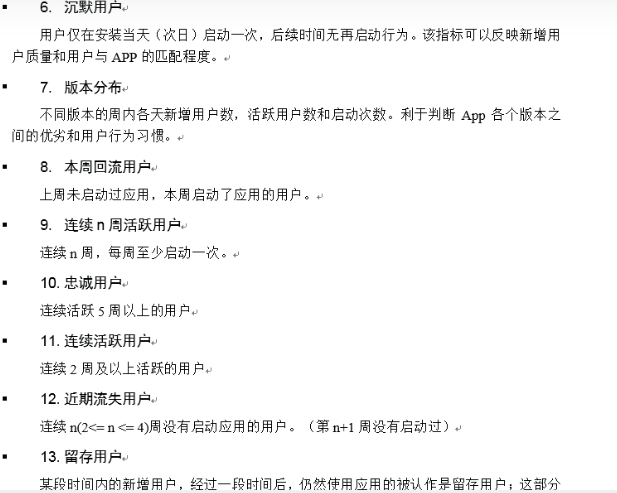 6. 沉默用户
用户仅在安装当天（次日）启动一次，后续时间无再启动行为。该指标可以反映新增用
户质量和用户与 APP 的匹配程度。
7. 版本分布
不同版本的周内各天新增用户数，活跃用户数和启动次数。利于判断 App 各个版本之
间的优劣和用户行为习惯。
8. 本周回流用户
上周未启动过应用，本周启动了应用的用户。
9. 连续 n 周活跃用户
连续 n 周，每周至少启动一次。
10. 忠诚用户
连续活跃 5 周以上的用户
11. 连续活跃用户
连续 2 周及以上活跃的用户
12. 近期流失用户
连续 n(2<= n <= 4)周没有启动应用的用户。（第 n+1 周没有启动过）
13. 留存用户
某段时间内的新增用户，经过一段时间后，仍然使用应用的被认作是留存用户；这部分